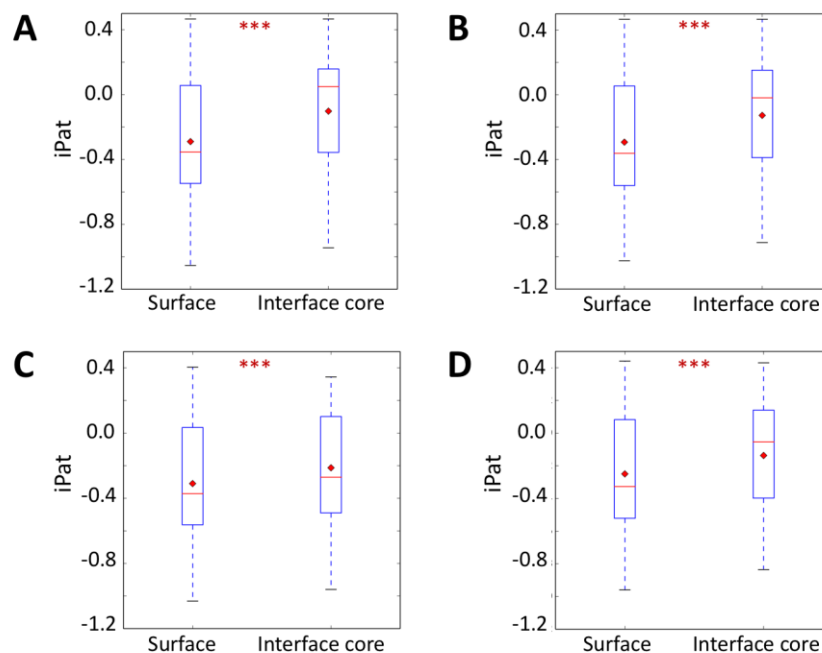 A
***
iPat
0.4
0.0
-0.4
-0.8
-1.2
Surface Interface core
B
***
iPat
0.4
0.0
-0.4
-0.8
-1.2
Surface Interface core
C
***
iPat
0.4
0.0
-0.4
-0.8
-1.2
Surface Interface core
D
***
iPat
0.4
0.0
-0.4
-0.8
-1.2
Surface Interface core